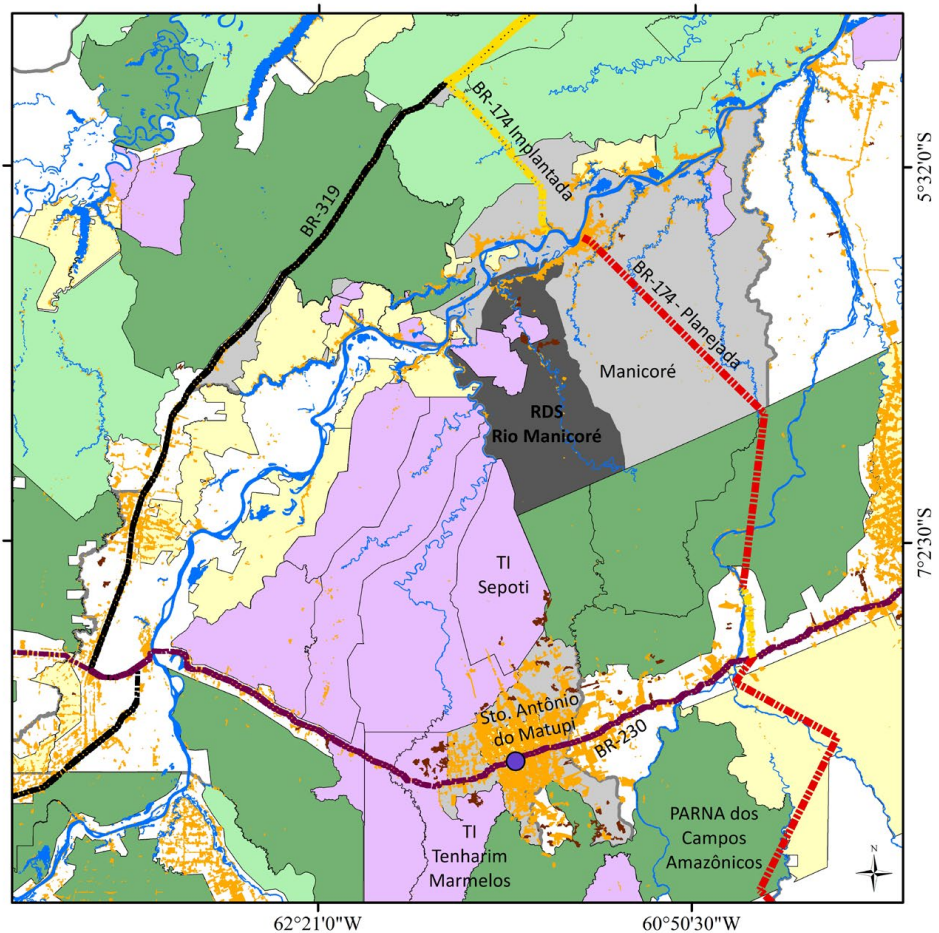 BR-174 Implantada
5°32'0"S
BR-319
BR-174 - Planejada
Manicoré
RDS
Rio Manicoré
7°2'30"S
TI
Sepoti
Sto. Antônio
do Matupi
BR-230
PARNA dos
Campos
Amazônicos
TI
Tenharim
Marmelos
N
62°21'0"W
60°50'30"W